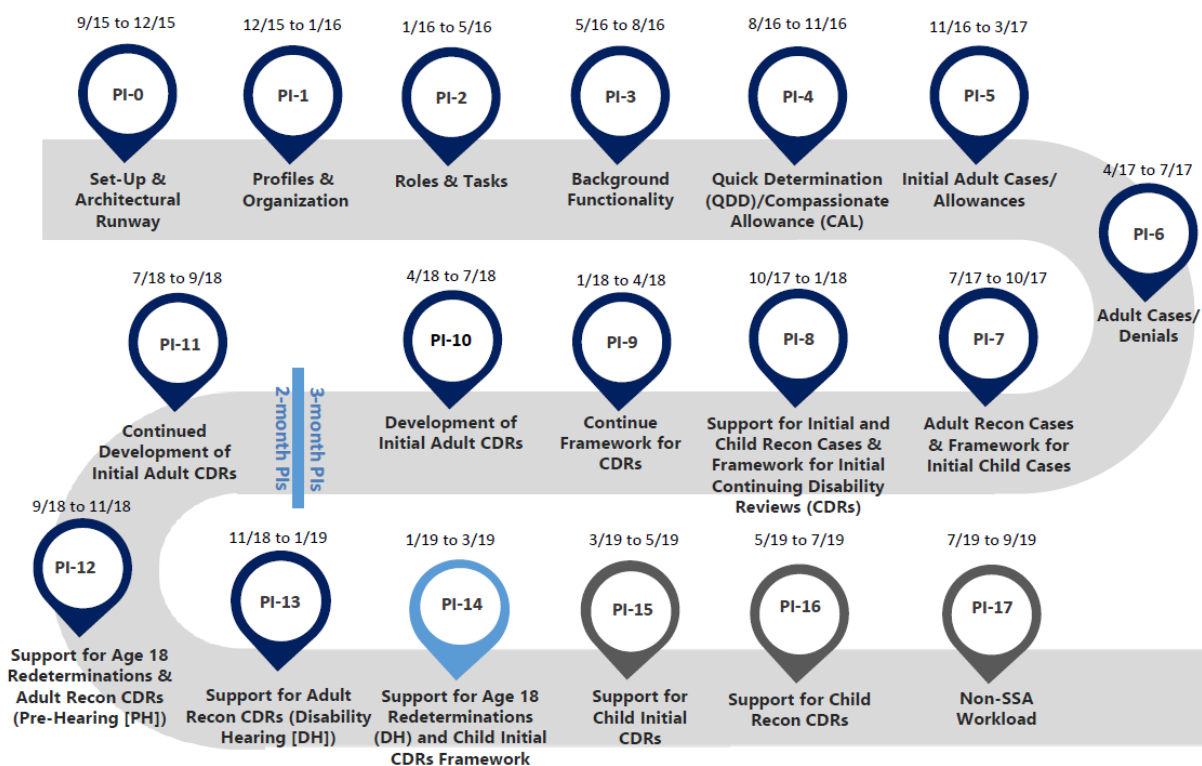 9/15 to 12/15
PI-0
Set-Up &
Architectural
Runway
12/15 to 1/16
PI-1
Profiles &
Organization
1/16 to 5/16
PI-2
Roles & Tasks
5/16 to 8/16
PI-3
Background
Functionality
8/16 to 11/16
PI-4
Quick Determination
(QDD)/Compassionate
Allowance (CAL)
11/16 to 3/17
PI-5
Initial Adult Cases/
Allowances
4/17 to 7/17
PI-6
Adult Cases/
Denials
7/17 to 10/17
PI-7
Adult Recon Cases
& Framework for
Initial Child Cases
10/17 to 1/18
PI-8
Support for Initial and
Child Recon Cases &
Framework for Initial
Continuing Disability
Reviews (CDRs)
1/18 to 4/18
PI-9
Continue
Framework for
CDRs
4/18 to 7/18
PI-10
Development of
Initial Adult CDRs
3-month PIs
2-month PIs
7/18 to 9/18
PI-11
Continued
Development of
Initial Adult CDRs
9/18 to 11/18
PI-12
Support for Age 18
Redeterminations &
Adult Recon CDRs
(Pre-Hearing [PH])
11/18 to 1/19
PI-13
Support for Adult
Recon CDRs (Disability
Hearing [DH])
1/19 to 3/19
PI-14
Support for Age 18
Redeterminations
(DH) and Child Initial
CDRs Framework
3/19 to 5/19
PI-15
Support for
Child Initial
CDRs
5/19 to 7/19
PI-16
Support for Child
Recon CDRs
7/19 to 9/19
PI-17
Non-SSA
Workload